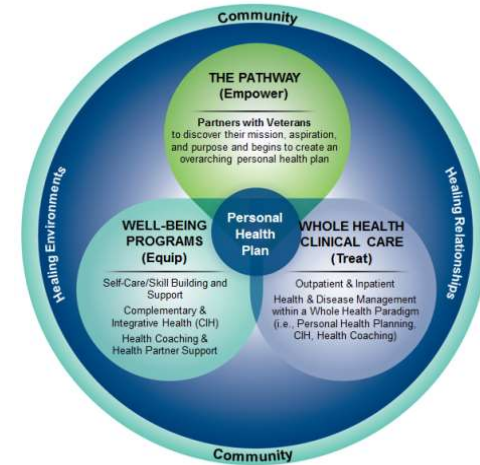 Community
THE PATHWAY
(Empower)
Partners with Veterans
to discover their mission, aspiration,
and purpose and begins to create an
overarching personal health plan
Healing Environments
Healing Relationships
Personal
Health
Plan
WELL-BEING
PROGRAMS
(Equip)
Self-Care/Skill Building and
Support
Complementary &
Integrative Health (CIH)
Health Coaching &
Health Partner Support
WHOLE HEALTH
CLINICAL CARE
(Treat)
Outpatient & Inpatient
Health & Disease Management
within a Whole Health Paradigm
(i.e., Personal Health Planning,
CIH, Health Coaching)
Community